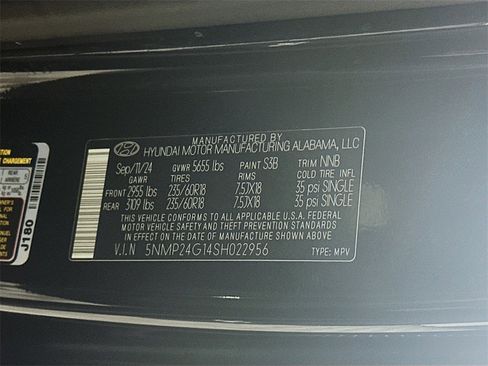 MANUFACTURED BY
HYUNDAI MOTOR MANUFACTURING ALABAMA, LLC
Sep/11/24 GVWR 5655 lbs PAINT S3B TRIM NNB
GAWR TIRES RIMS COLD TIRE INFL
FRONT 2955 lbs 235/60R18 7.5JX18 35 psi SINGLE
REAR 3109 lbs 235/60R18 7.5JX18 35 psi SINGLE
THIS VEHICLE CONFORMS TO ALL APPLICABLE U.S.A. FEDERAL
MOTOR VEHICLE SAFETY AND THEFT PREVENTION STANDARDS
IN EFFECT ON THE DATE OF MANUFACTURE SHOWN ABOVE.
V.I.N 5NMP24G14SH022956 TYPE: MPV
CHARGEMENT
J180